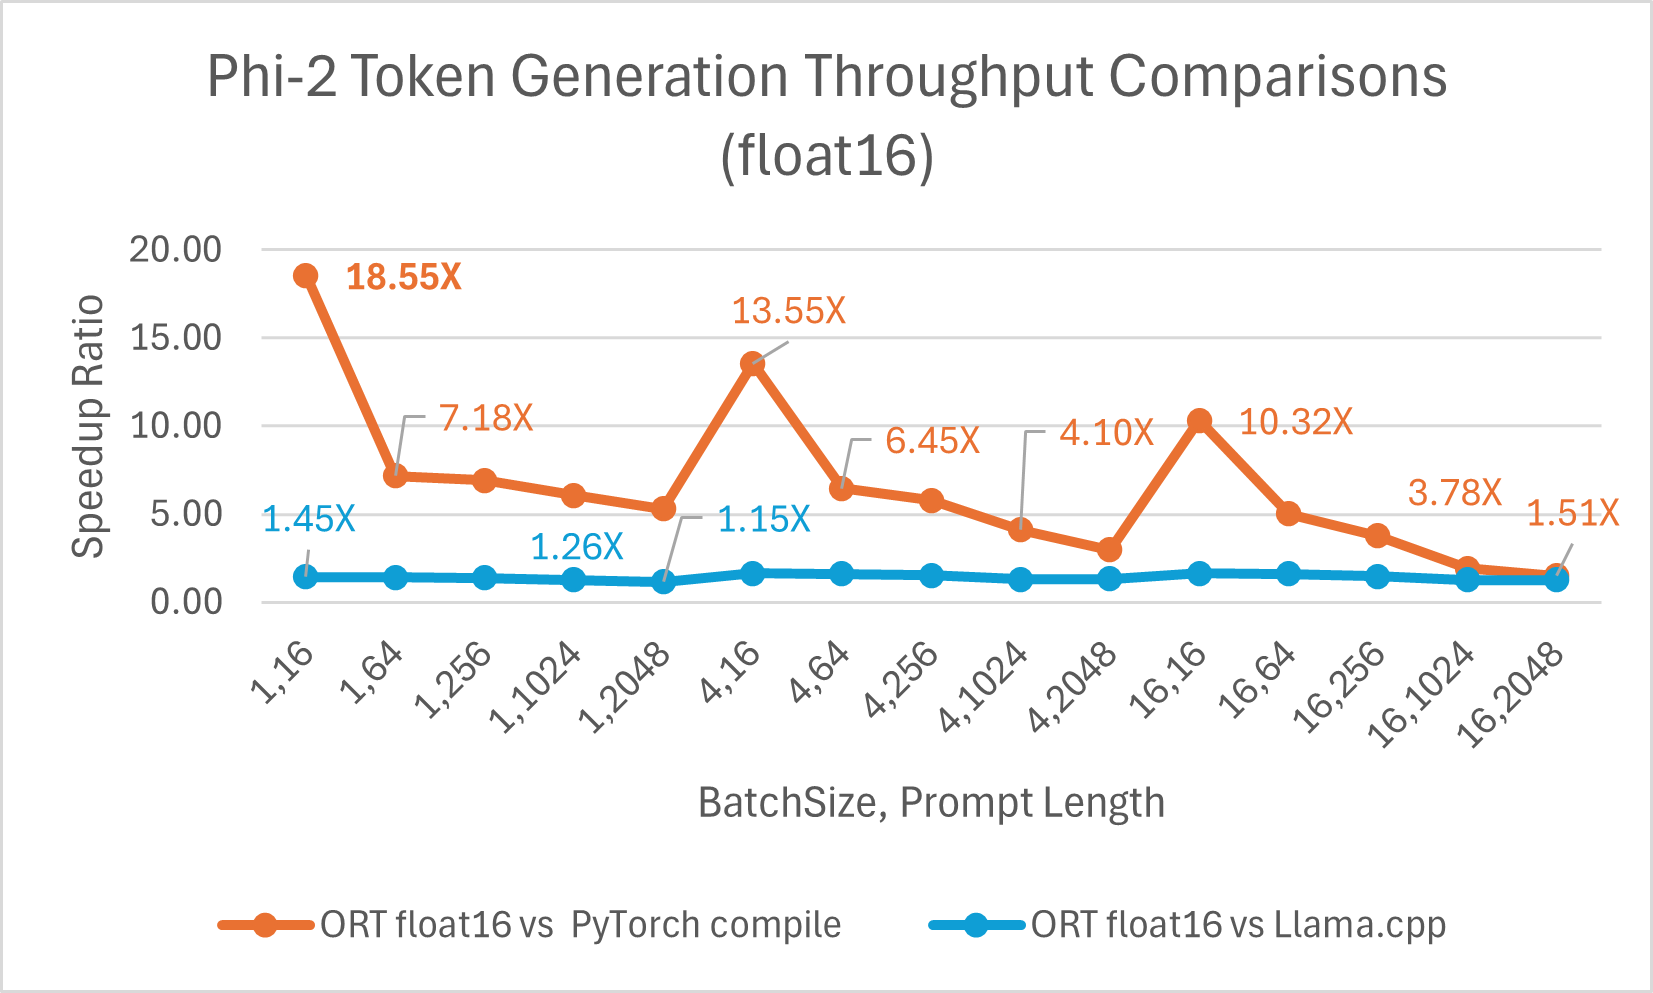 Phi-2 Token Generation Throughput Comparisons
(float16)
Speedup Ratio
20.00
15.00
10.00
5.00
0.00
18.55X
7.18X
13.55X
6.45X
4.10X
10.32X
3.78X
1.51X
1.45X
1.26X
1.15X
1,16
1,64
1,256
1,1024
1,2048
4,16
4,64
4,256
4,1024
4,2048
16,16
16,64
16,256
16,1024
16,2048
BatchSize, Prompt Length
ORT float16 vs  PyTorch compile
ORT float16 vs Llama.cpp